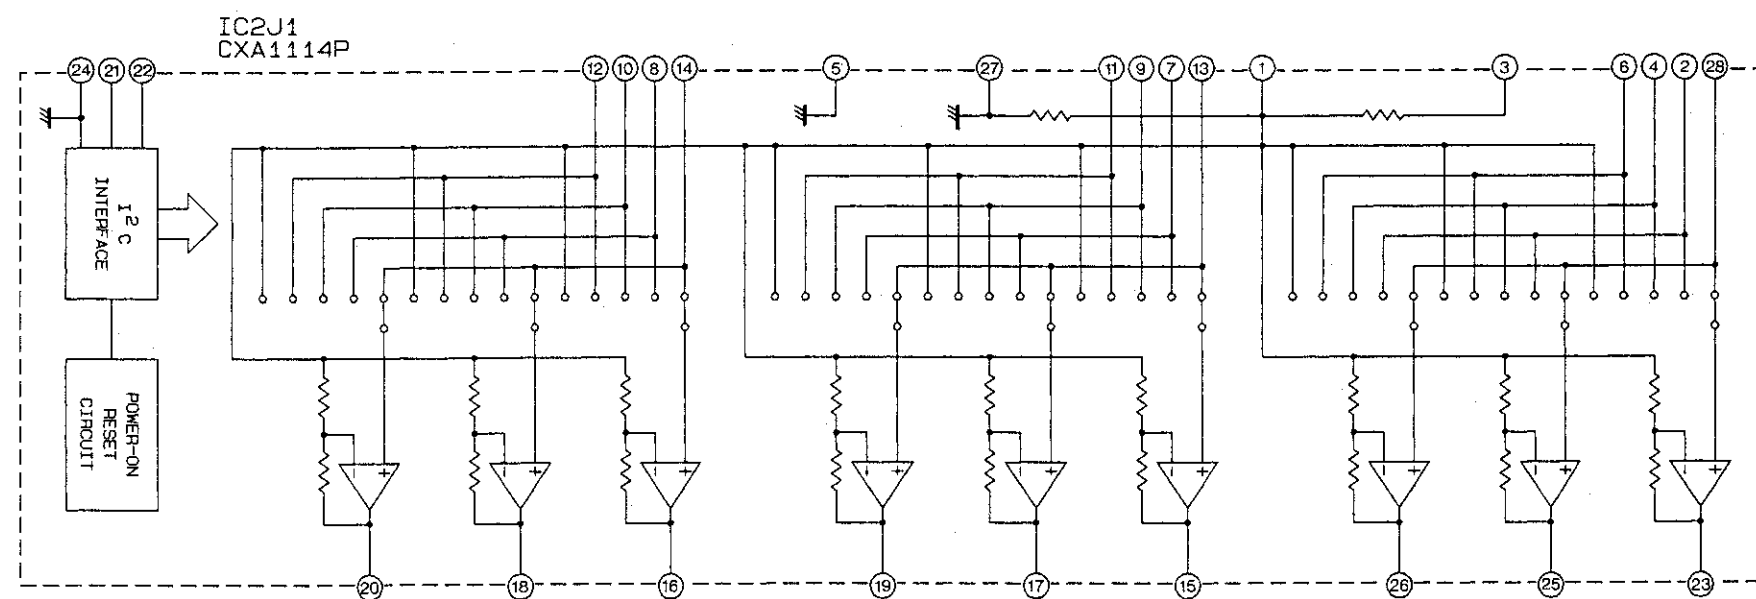 IC2J1
CXA1114P
24 21 22 12 10 8 14 5 27 11 9 7 13 1 3 6 4 2 28
I²C
INTERFACE
POWER-ON
RESET
CIRCUIT
- + - + - + - + - + - + - + - + - +
20 18 16 19 17 15 26 25 23